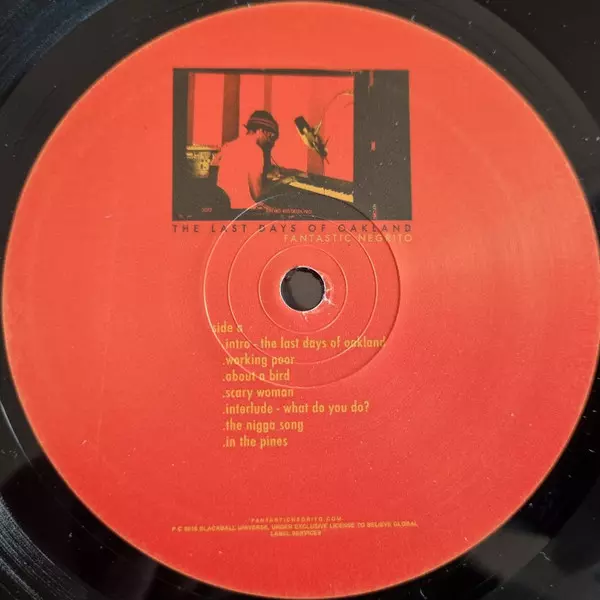 THE LAST DAYS OF OAKLAND
FANTASTIC NEGRITO
side a
.intro - the last days of oakland
.working poor
.about a bird
.scary woman
.interlude - what do you do?
.the nigga song
.in the pines
FANTASTICNEGRITO.COM
P C 2016 BLACKBALL UNIVERSE, UNDER EXCLUSIVE LICENSE TO BELIEVE GLOBAL
LABEL SERVICES